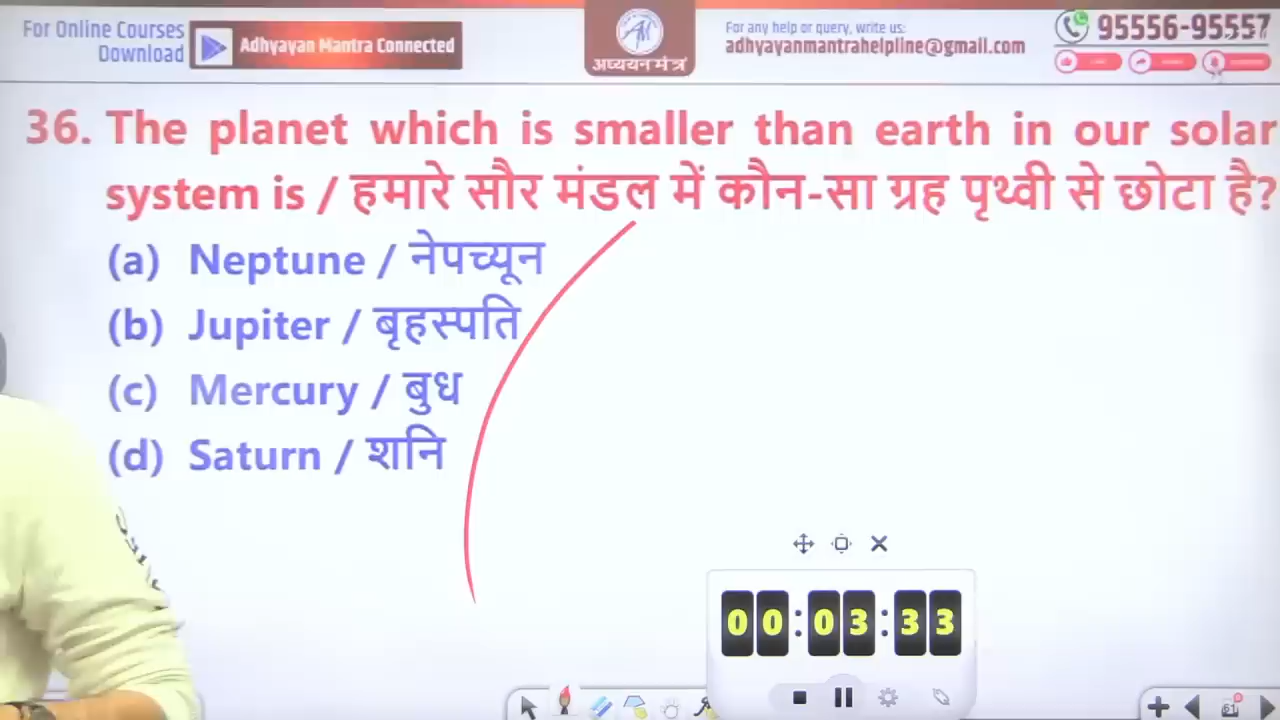 For Online Courses
Download
Adhyayan Mantra Connected
अध्ययन मंत्र
For any help or query, write us:
adhyayanmantrahelpline@gmail.com
95556-95557
36. The planet which is smaller than earth in our solar
system is / हमारे सौर मंडल में कौन-सा ग्रह पृथ्वी से छोटा है?
(a) Neptune / नेपच्यून
(b) Jupiter / बृहस्पति
(c) Mercury / बुध
(d) Saturn / शनि
00:03:33
61